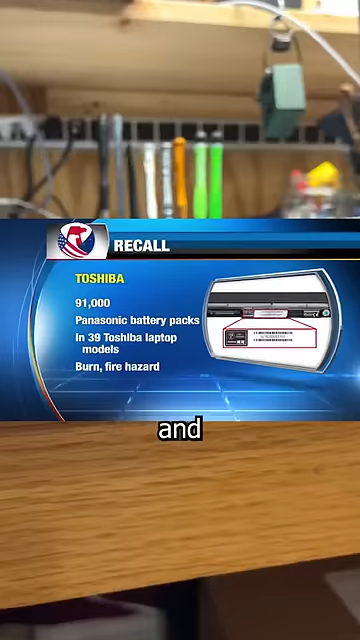 RECALL
TOSHIBA
91,000
Panasonic battery packs
In 39 Toshiba laptop
models
Burn, fire hazard
and